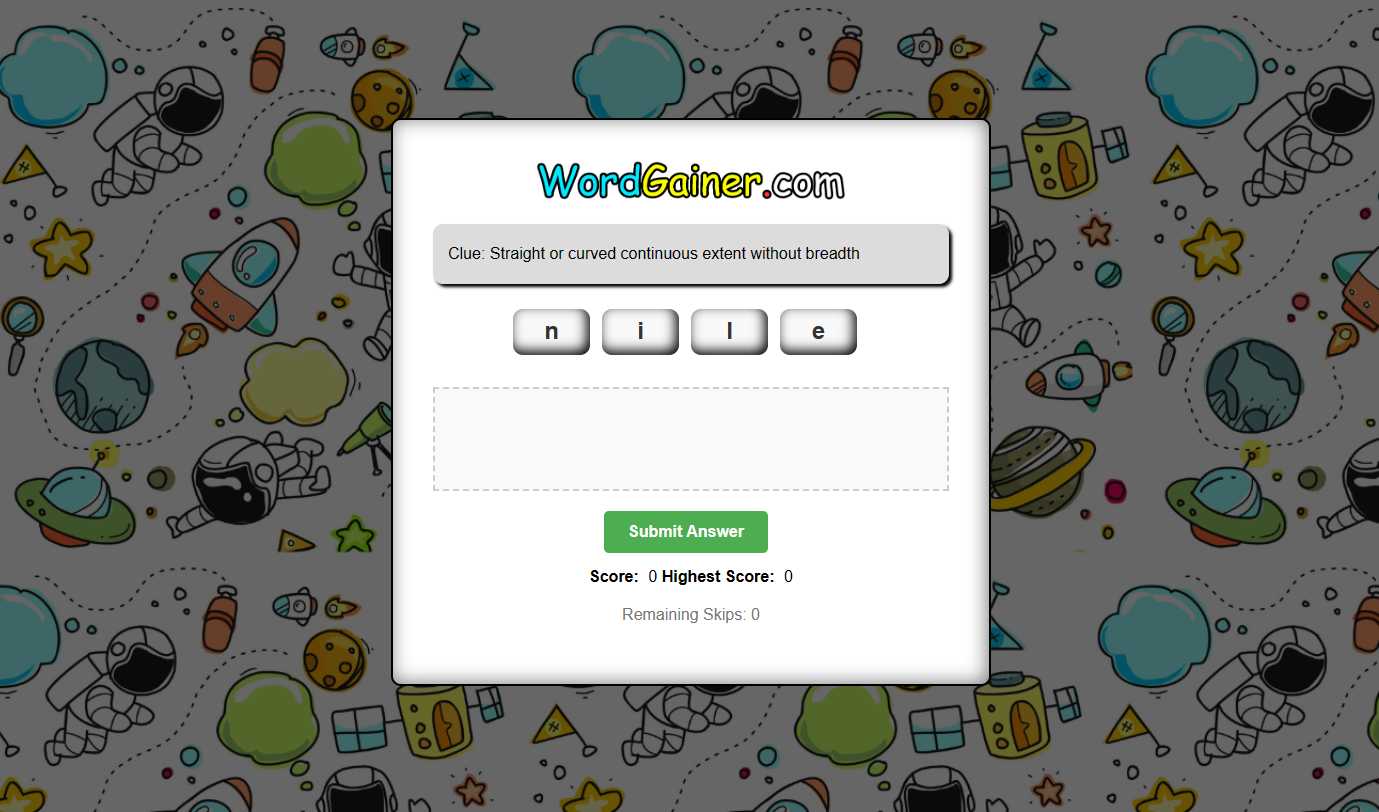 WordGainer.com
Clue: Straight or curved continuous extent without breadth
n i l e
Submit Answer
Score: 0 Highest Score: 0
Remaining Skips: 0